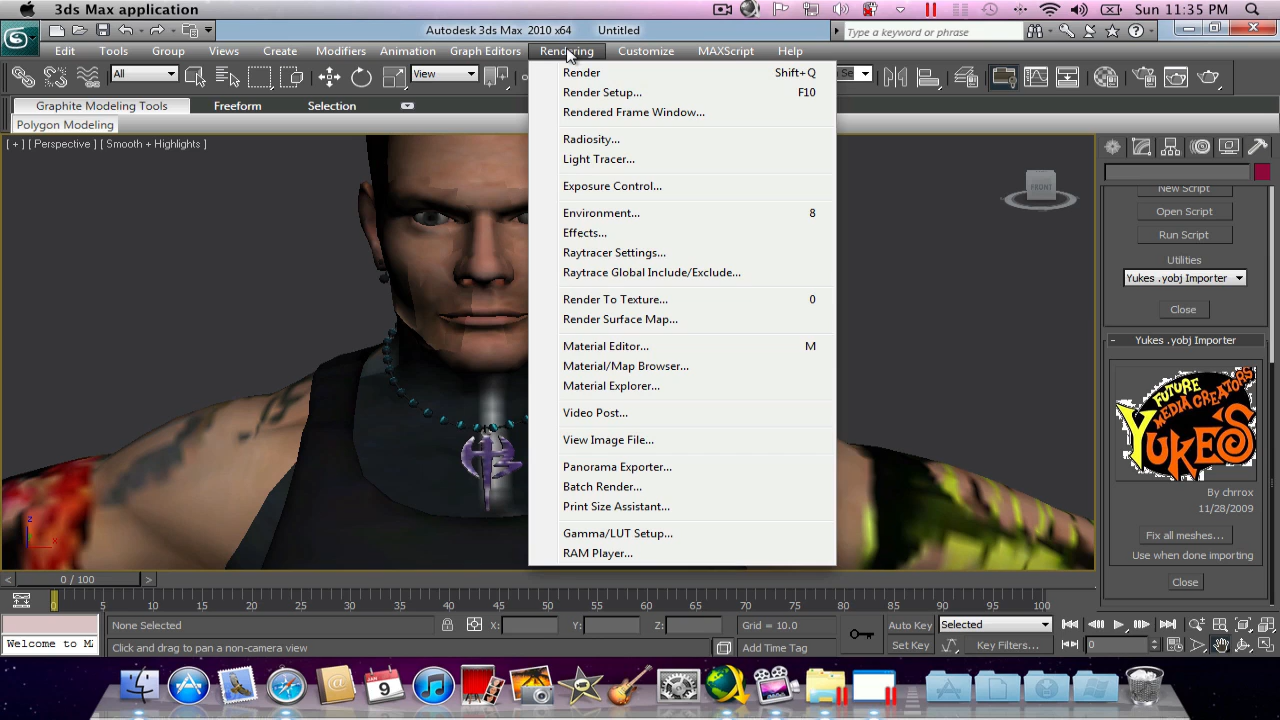 3ds Max application
Sun 11:35 PM
Autodesk 3ds Max 2010 x64 Untitled
Type a keyword or phrase
Edit Tools Group Views Create Modifiers Animation Graph Editors Rendering Customize MAXScript Help
All
View
Se
Graphite Modeling Tools Freeform Selection
Polygon Modeling
[ + ] [ Perspective ] [ Smooth + Highlights ]
Render Shift+Q
Render Setup... F10
Rendered Frame Window...
Radiosity...
Light Tracer...
Exposure Control...
Environment... 8
Effects...
Raytracer Settings...
Raytrace Global Include/Exclude...
Render To Texture... 0
Render Surface Map...
Material Editor... M
Material/Map Browser...
Material Explorer...
Video Post...
View Image File...
Panorama Exporter...
Batch Render...
Print Size Assistant...
Gamma/LUT Setup...
RAM Player...
FRONT
New Script
Open Script
Run Script
Utilities
Yukes .yobj Importer
Close
- Yukes .yobj Importer
FUTURE
MEDIA CREATORS
YUKE'S
By chrrox
11/28/2009
Fix all meshes...
Use when done importing
Close
z
x
< 0 / 100 >
0 5 10 15 20 25 30 35 40 45 50 55 60 65 70 75 80 85 90 95 100
None Selected X: Y: Z: Grid = 10.0 Auto Key Selected
Welcome to Mi
Click and drag to pan a non-camera view Add Time Tag Set Key Key Filters... 0
JAN
9